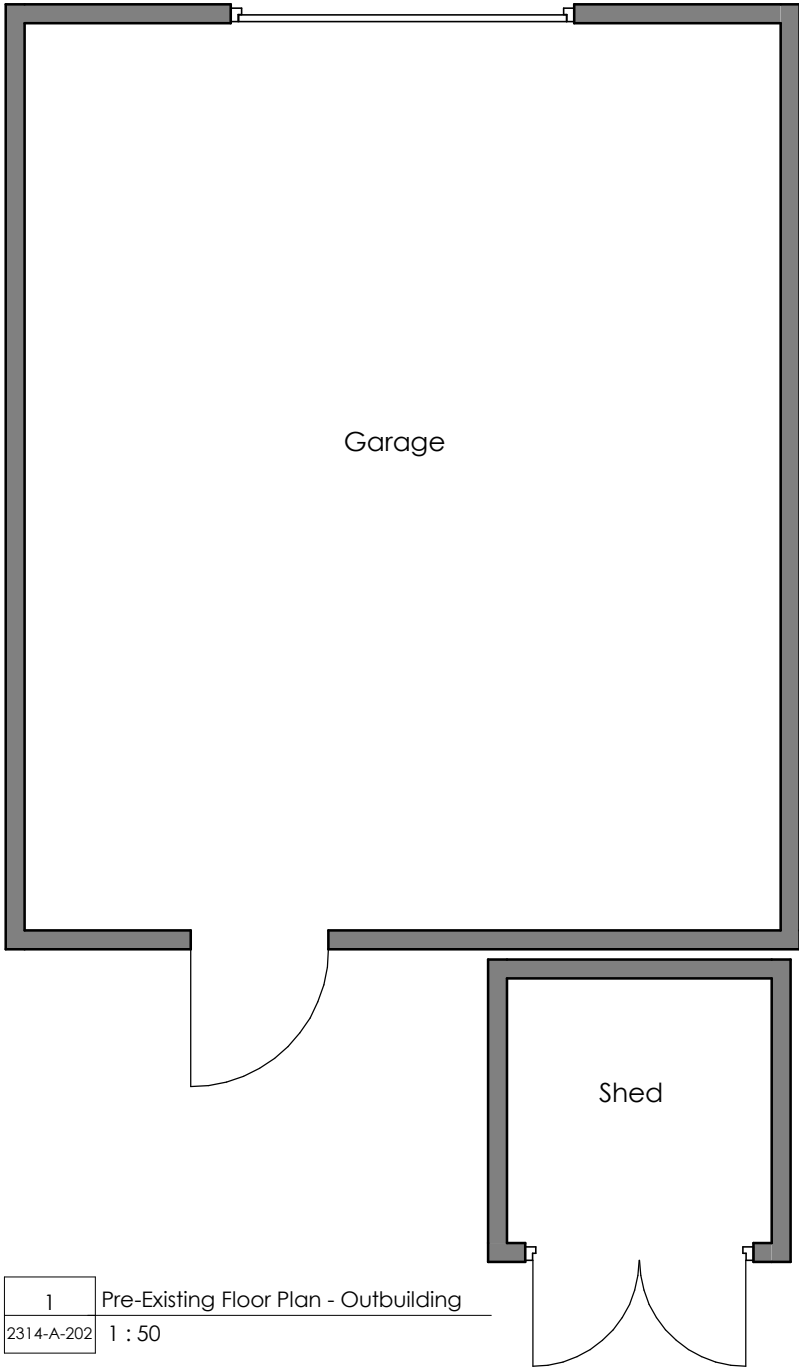 Garage
Shed
1
Pre-Existing Floor Plan - Outbuilding
2314-A-202
1 : 50